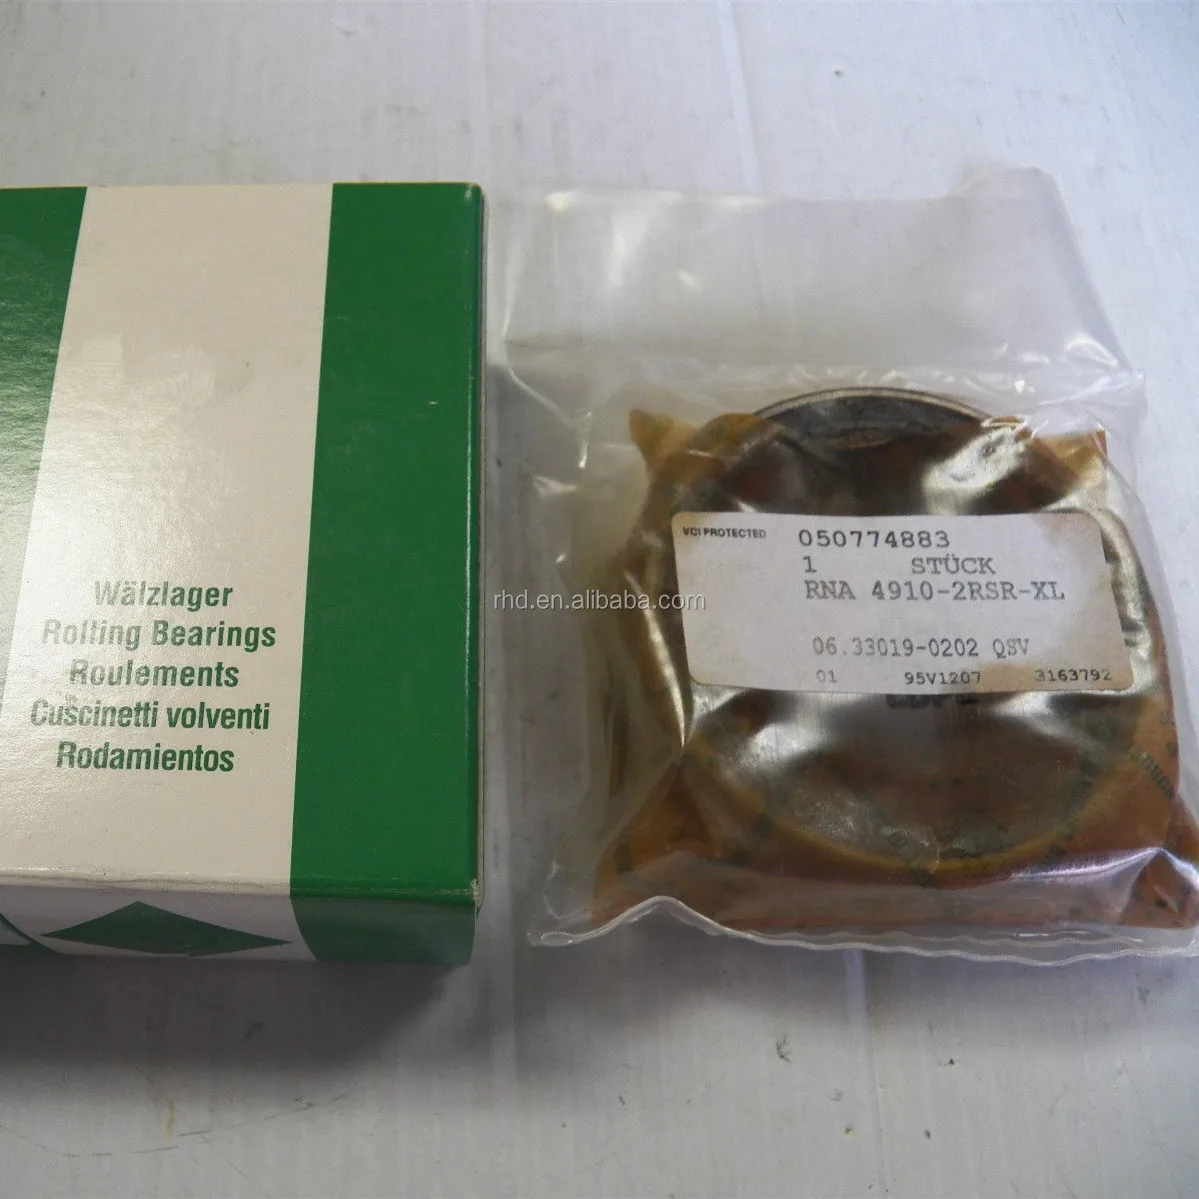 Wälzlager
Rolling Bearings
Roulements
Cuscinetti volventi
Rodamientos
VCI PROTECTED 050774883
1 STÜCK
RNA 4910-2RSR-XL
06.33019-0202 QSV
01 95V1207 3163792
rhd.en.alibaba.com